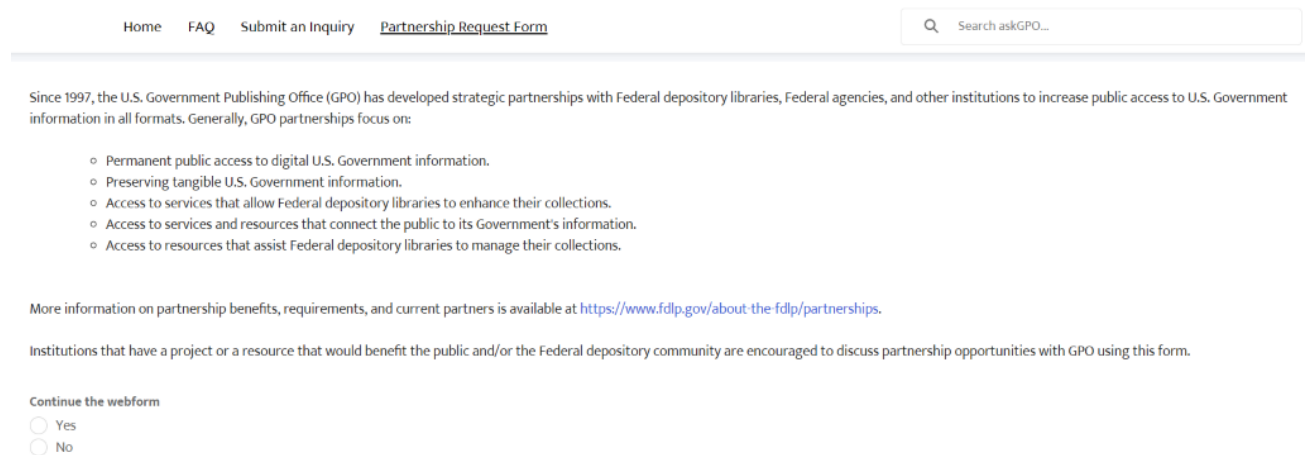 Home FAQ Submit an Inquiry Partnership Request Form Search askGPO...
Since 1997, the U.S. Government Publishing Office (GPO) has developed strategic partnerships with Federal depository libraries, Federal agencies, and other institutions to increase public access to U.S. Government
information in all formats. Generally, GPO partnerships focus on:
Permanent public access to digital U.S. Government information.
Preserving tangible U.S. Government information.
Access to services that allow Federal depository libraries to enhance their collections.
Access to services and resources that connect the public to its Government's information.
Access to resources that assist Federal depository libraries to manage their collections.
More information on partnership benefits, requirements, and current partners is available at https://www.fdlp.gov/about-the-fdlp/partnerships.
Institutions that have a project or a resource that would benefit the public and/or the Federal depository community are encouraged to discuss partnership opportunities with GPO using this form.
Continue the webform
Yes
No